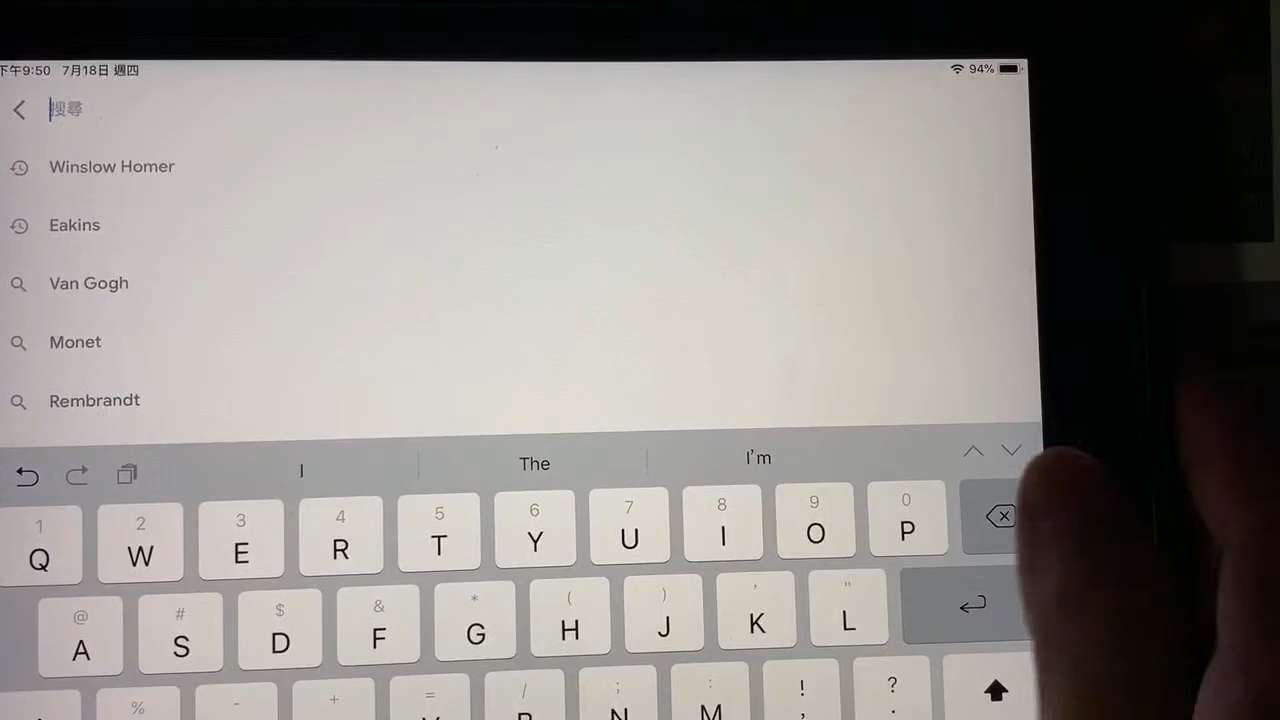 下午9:50 7月18日 週四 94%
搜尋
Winslow Homer
Eakins
Van Gogh
Monet
Rembrandt
I The I'm
1 2 3 4 5 6 7 8 9 0
Q W E R T Y U I O P
@ # $ & * ( ) ' "
A S D F G H J K L
% - + = / ; : ! ?
N M , .